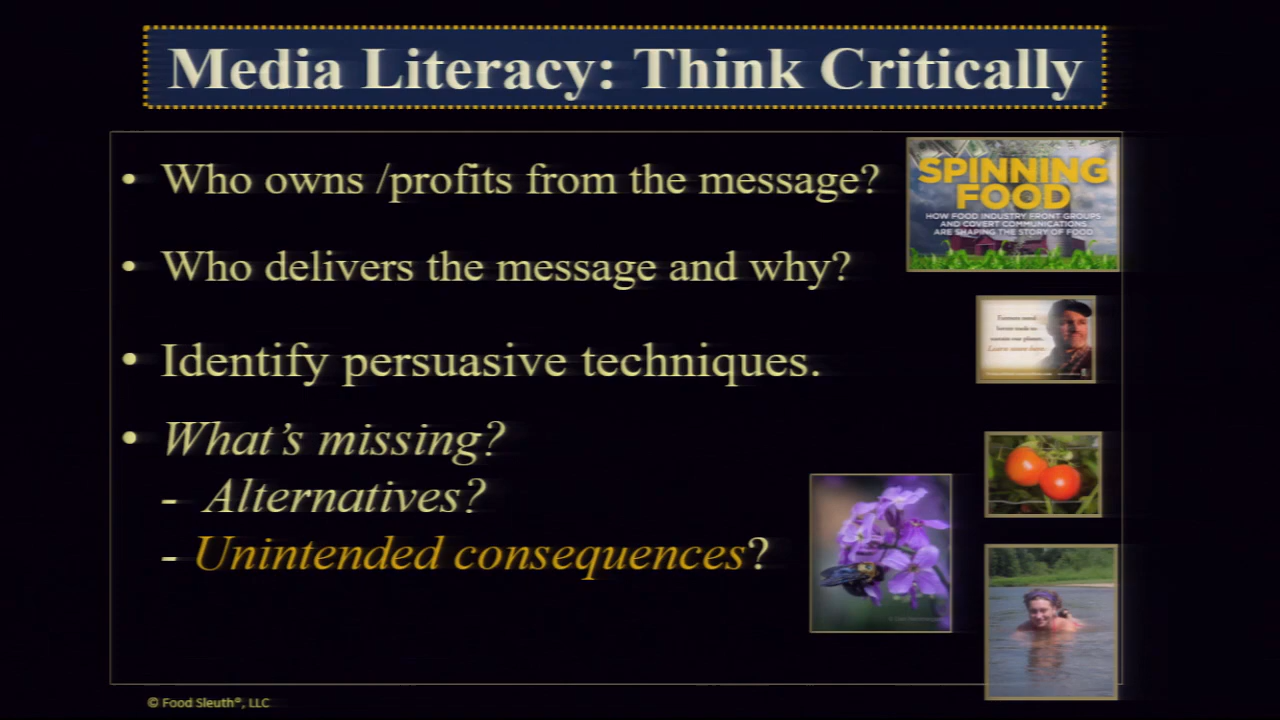 Media Literacy: Think Critically
• Who owns /profits from the message?
• Who delivers the message and why?
• Identify persuasive techniques.
• What's missing?
- Alternatives?
- Unintended consequences?
SPINNING
FOOD
HOW FOOD INDUSTRY FRONT GROUPS
AND COVERT COMMUNICATIONS
ARE SHAPING THE STORY OF FOOD
© Food Sleuth®, LLC